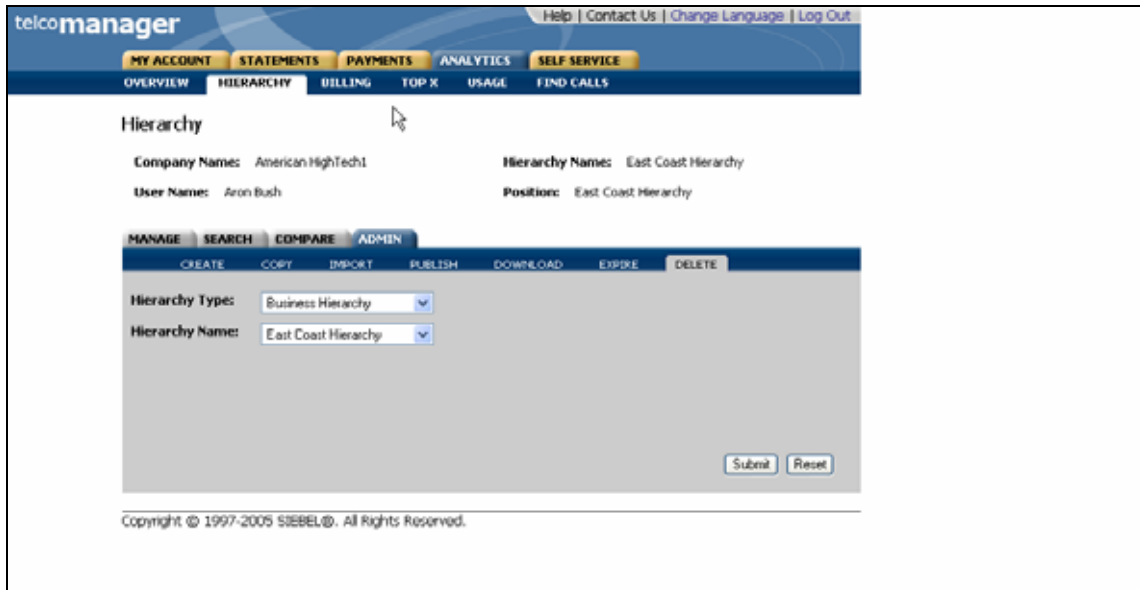 telcomanager
Help | Contact Us | Change Language | Log Out
MY ACCOUNT STATEMENTS PAYMENTS ANALYTICS SELF SERVICE
OVERVIEW HIERARCHY BILLING TOP X USAGE FIND CALLS
Hierarchy
Company Name: American HighTech1 Hierarchy Name: East Coast Hierarchy
User Name: Aron Bush Position: East Coast Hierarchy
MANAGE SEARCH COMPARE ADMIN
CREATE COPY IMPORT PUBLISH DOWNLOAD EXPIRE DELETE
Hierarchy Type: Business Hierarchy
Hierarchy Name: East Coast Hierarchy
Submit Reset
Copyright © 1997-2005 SIEBEL®. All Rights Reserved.